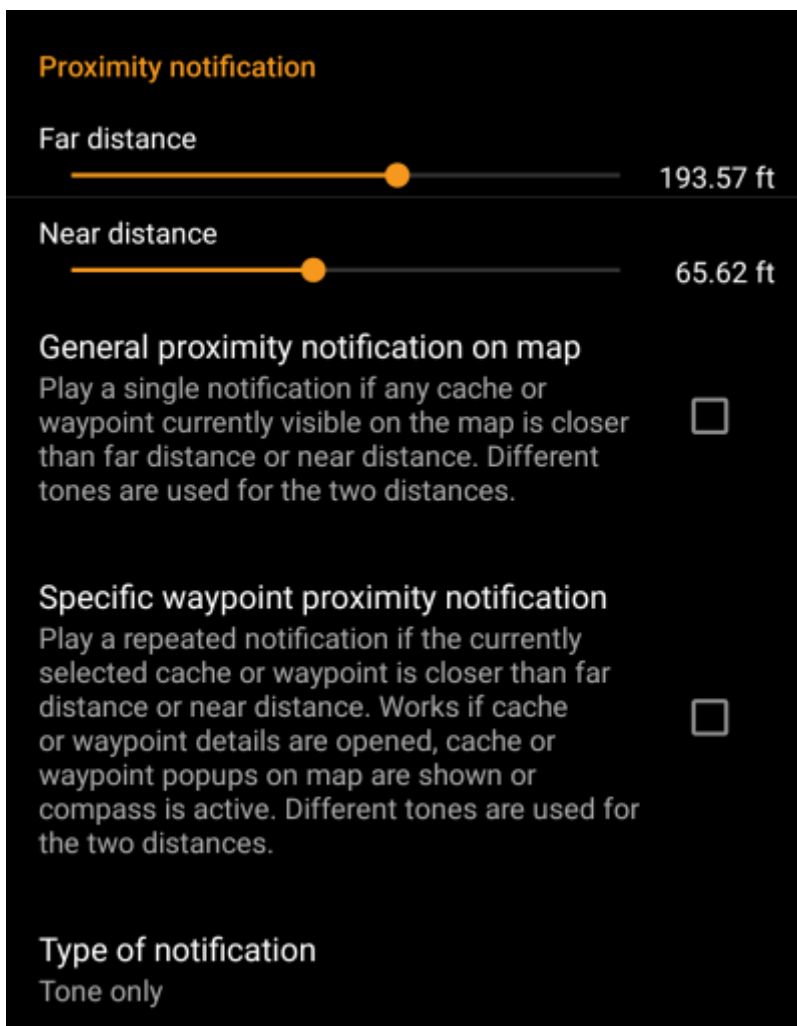 Proximity notification
Far distance
193.57 ft
Near distance
65.62 ft
General proximity notification on map
Play a single notification if any cache or
waypoint currently visible on the map is closer
than far distance or near distance. Different
tones are used for the two distances.
Specific waypoint proximity notification
Play a repeated notification if the currently
selected cache or waypoint is closer than far
distance or near distance. Works if cache
or waypoint details are opened, cache or
waypoint popups on map are shown or
compass is active. Different tones are used for
the two distances.
Type of notification
Tone only